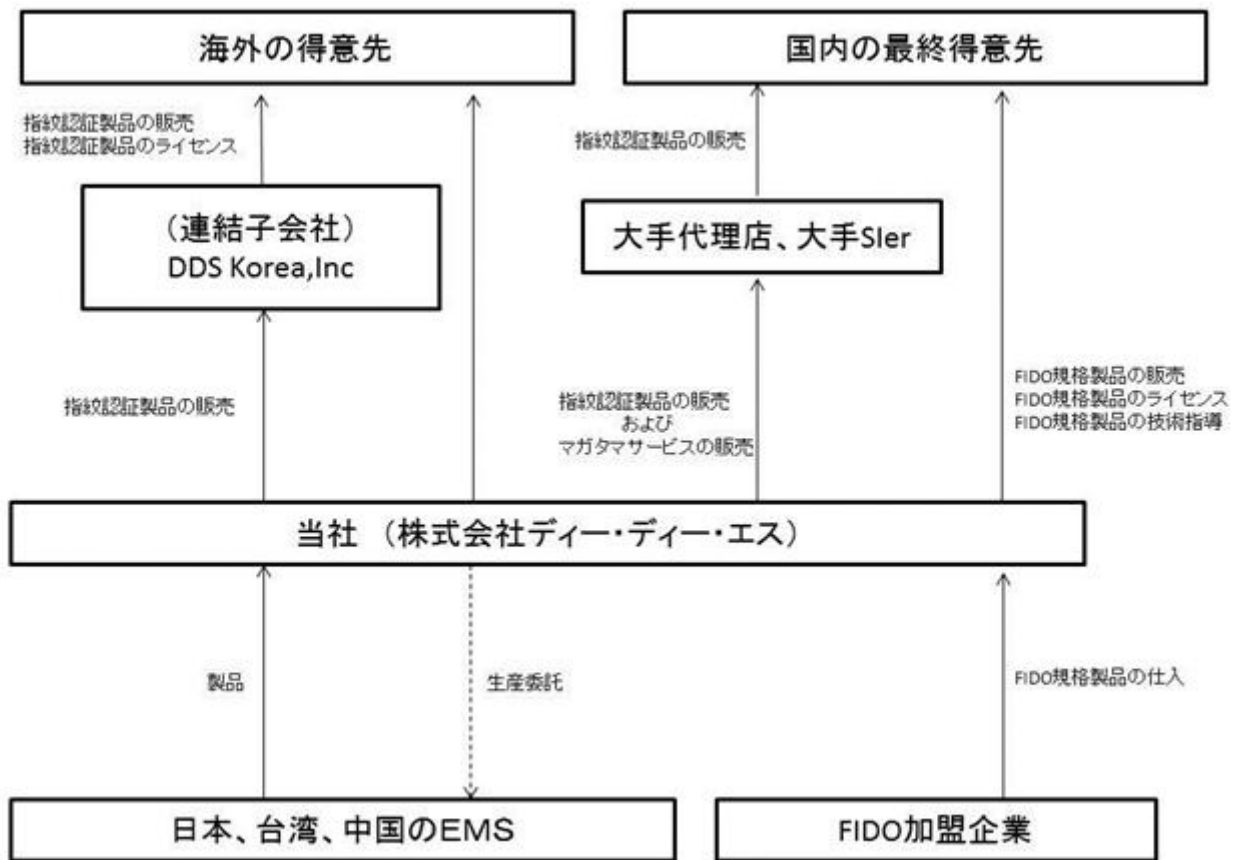 海外の得意先
国内の最終得意先
指紋認証製品の販売
指紋認証製品のライセンス
指紋認証製品の販売
(連結子会社)
DDS Korea,Inc
大手代理店、大手SIer
指紋認証製品の販売
指紋認証製品の販売
および
マガタマサービスの販売
FIDO規格製品の販売
FIDO規格製品のライセンス
FIDO規格製品の技術指導
当社 (株式会社ディー・ディー・エス)
製品
生産委託
FIDO規格製品の仕入
日本、台湾、中国のEMS
FIDO加盟企業